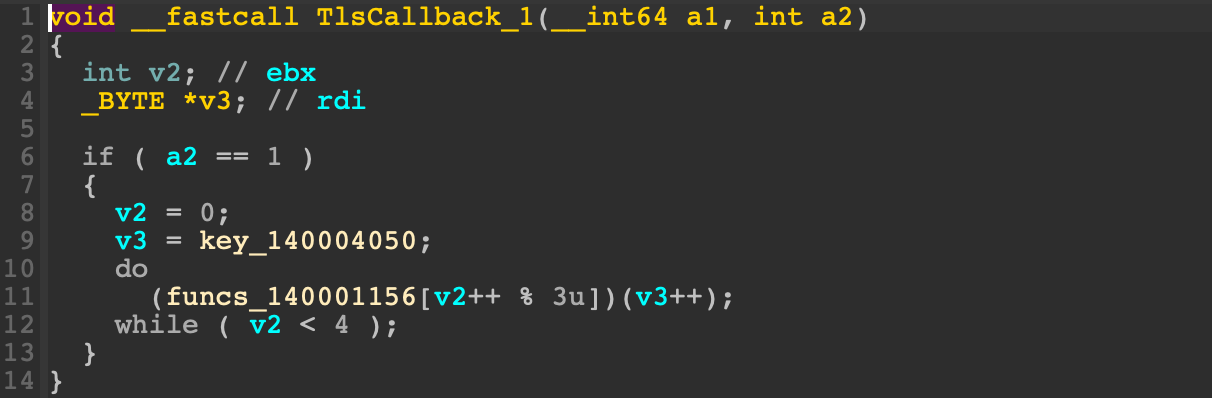 1 void __fastcall TlsCallback_1(__int64 a1, int a2)
2 {
3   int v2; // ebx
4   _BYTE *v3; // rdi
5
6   if ( a2 == 1 )
7   {
8     v2 = 0;
9     v3 = key_140004050;
10     do
11       (funcs_140001156[v2++ % 3u])(v3++);
12     while ( v2 < 4 );
13   }
14 }